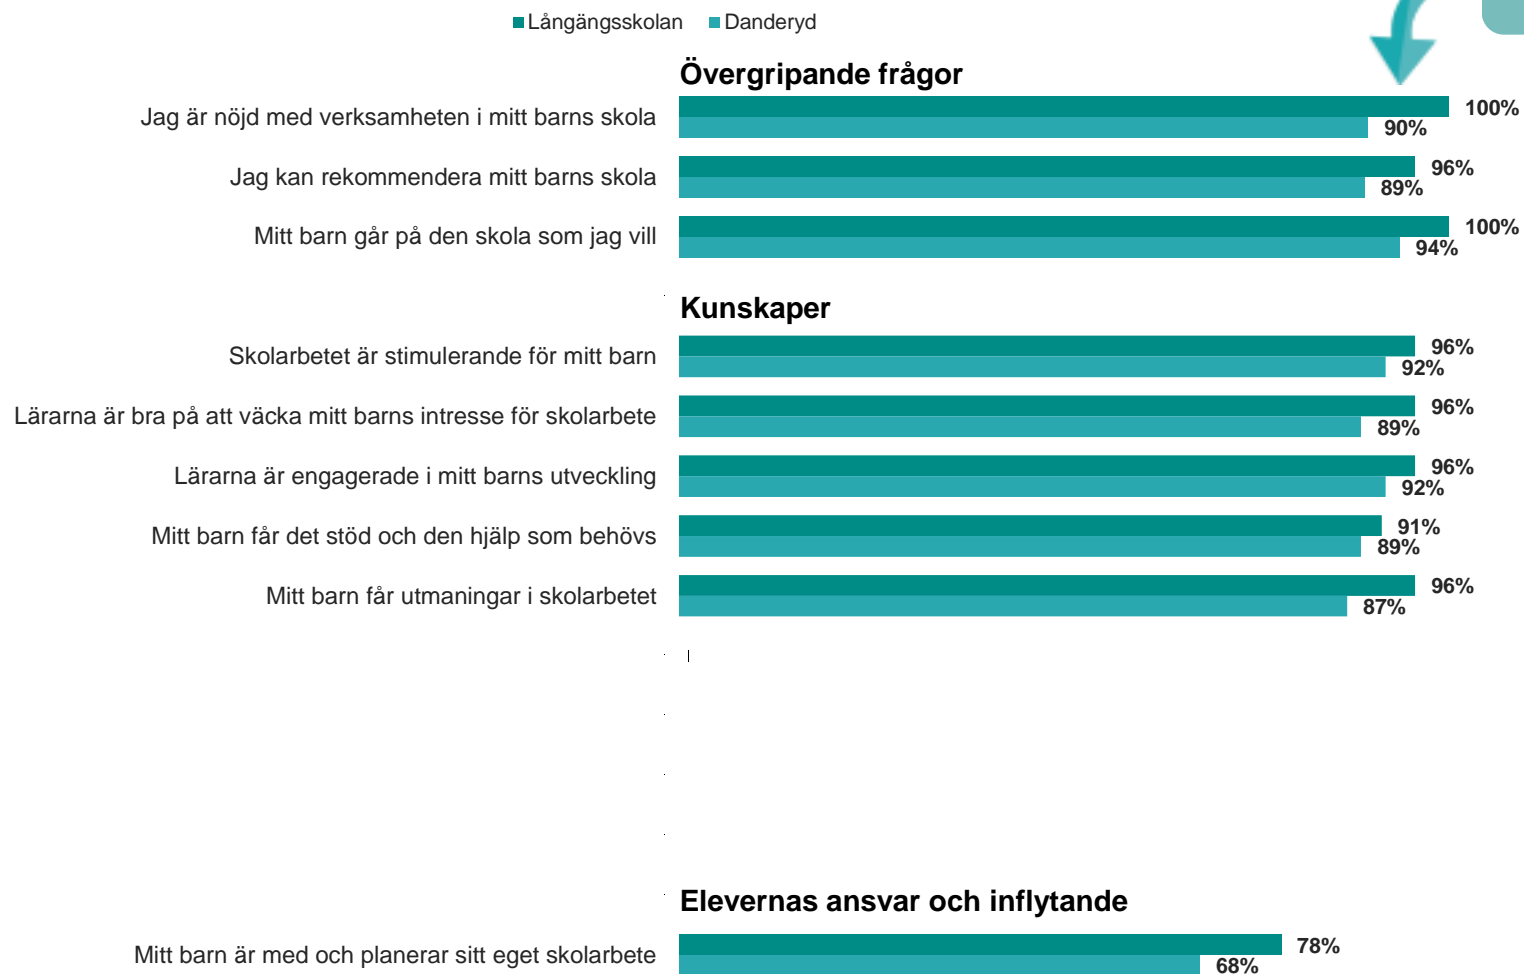 Långängsskolan Danderyd
Övergripande frågor
Jag är nöjd med verksamheten i mitt barns skola 100%
90%
Jag kan rekommendera mitt barns skola 96%
89%
Mitt barn går på den skola som jag vill 100%
94%
Kunskaper
Skolarbetet är stimulerande för mitt barn 96%
92%
Lärarna är bra på att väcka mitt barns intresse för skolarbete 96%
89%
Lärarna är engagerade i mitt barns utveckling 96%
92%
Mitt barn får det stöd och den hjälp som behövs 91%
89%
Mitt barn får utmaningar i skolarbetet 96%
87%
Elevernas ansvar och inflytande
Mitt barn är med och planerar sitt eget skolarbete 78%
68%